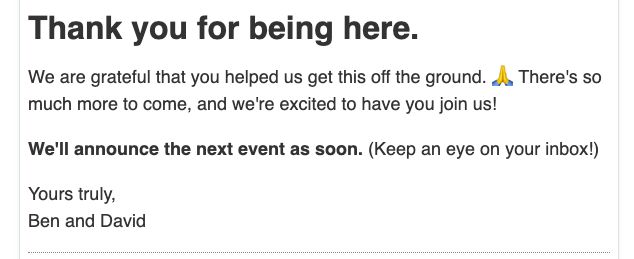 Thank you for being here.
We are grateful that you helped us get this off the ground. 🙏 There's so
much more to come, and we're excited to have you join us!
We'll announce the next event as soon. (Keep an eye on your inbox!)
Yours truly,
Ben and David